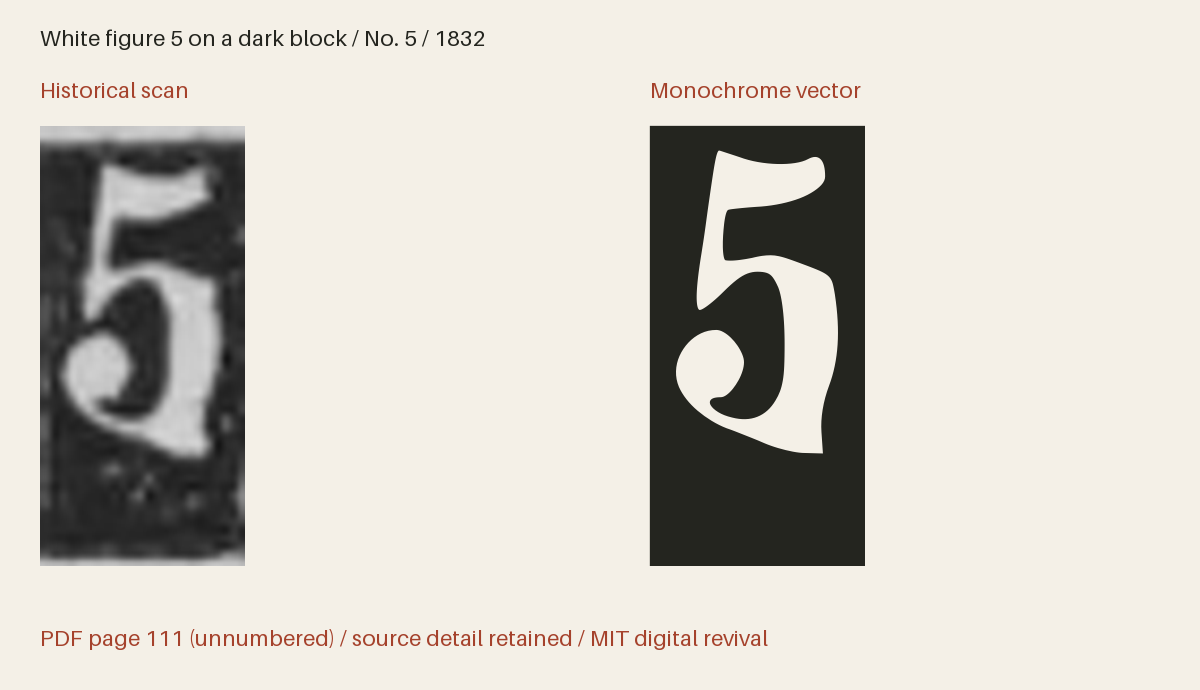 White figure 5 on a dark block / No. 5 / 1832
Historical scan
Monochrome vector
5
5
PDF page 111 (unnumbered) / source detail retained / MIT digital revival